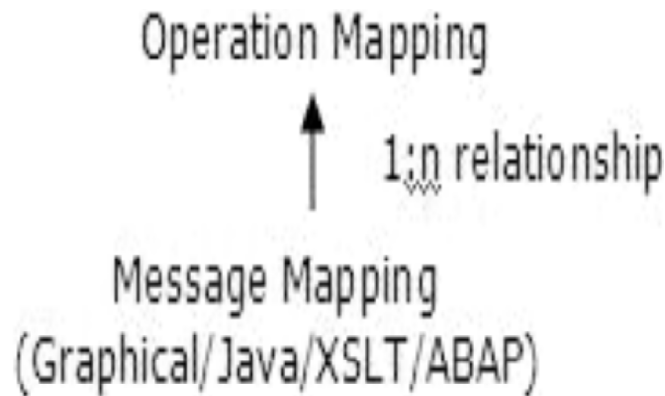 Operation Mapping
1:n relationship
Message Mapping
(Graphical/Java/XSLT/ABAP)